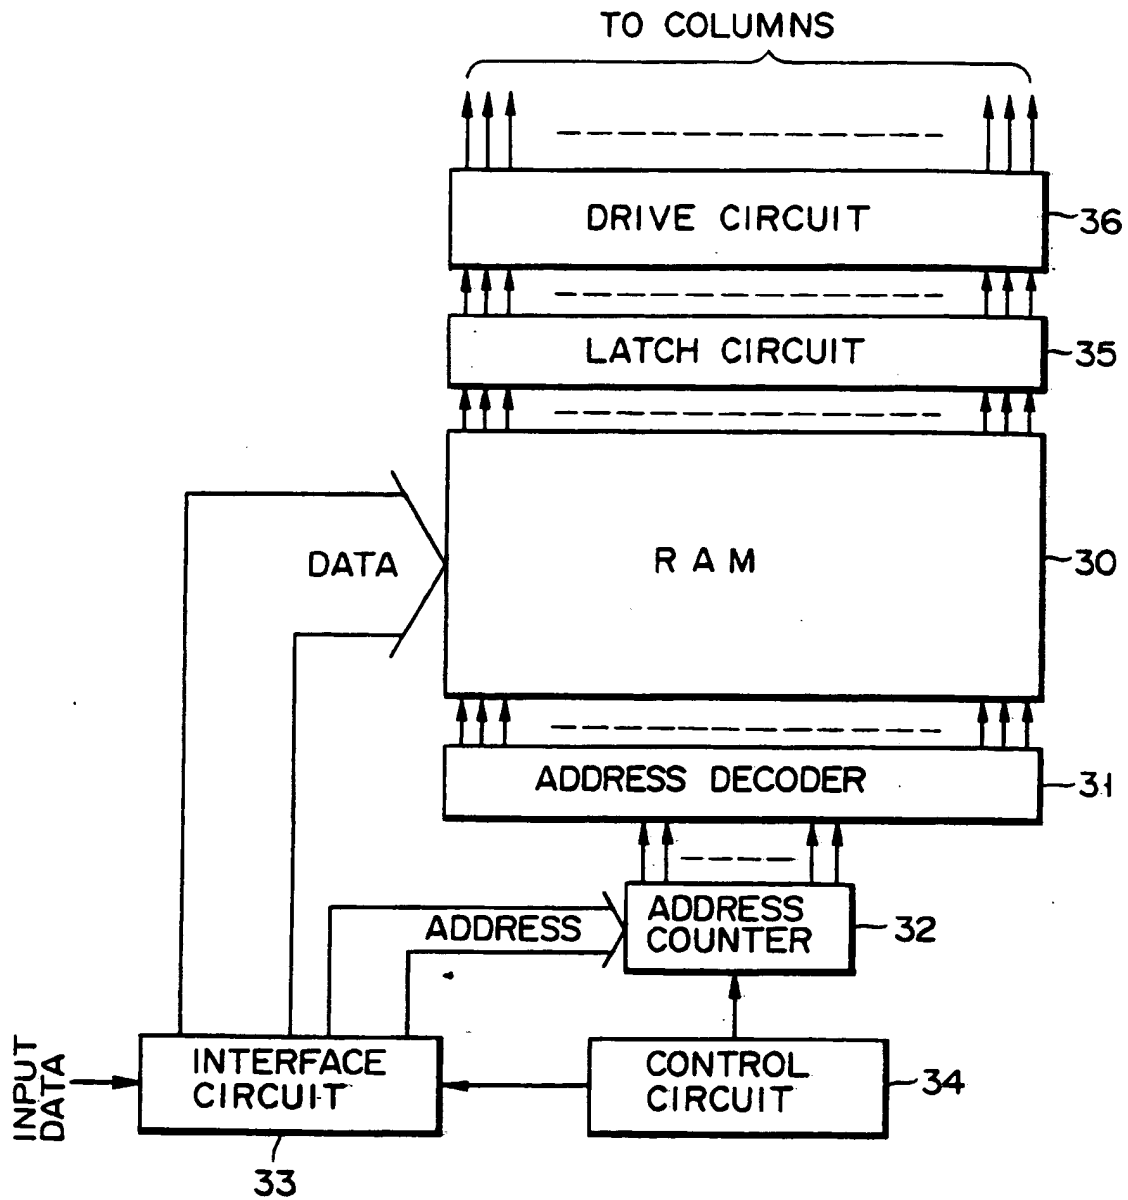 TO COLUMNS
DRIVE CIRCUIT
36
LATCH CIRCUIT
35
DATA
RAM
30
ADDRESS DECODER
31
ADDRESS
ADDRESS
COUNTER
32
INPUT
DATA
INTERFACE
CIRCUIT
33
CONTROL
CIRCUIT
34